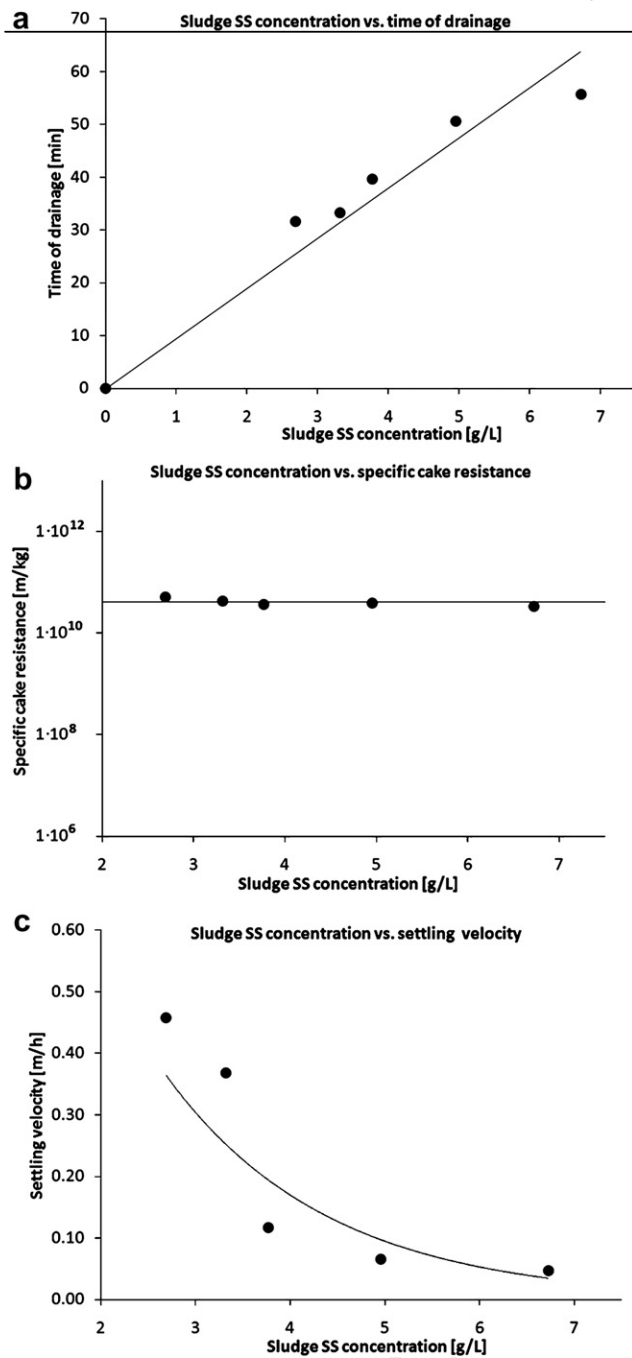 a
Sludge SS concentration vs. time of drainage
70
60
50
40
30
20
10
0
Time of drainage [min]
0 1 2 3 4 5 6 7
Sludge SS concentration [g/L]
b
Sludge SS concentration vs. specific cake resistance
1·10¹²
1·10¹⁰
1·10⁸
1·10⁶
Specific cake resistance [m/kg]
2 3 4 5 6 7
Sludge SS concentration [g/L]
c
Sludge SS concentration vs. settling velocity
0.60
0.50
0.40
0.30
0.20
0.10
0.00
Settling velocity [m/h]
2 3 4 5 6 7
Sludge SS concentration [g/L]